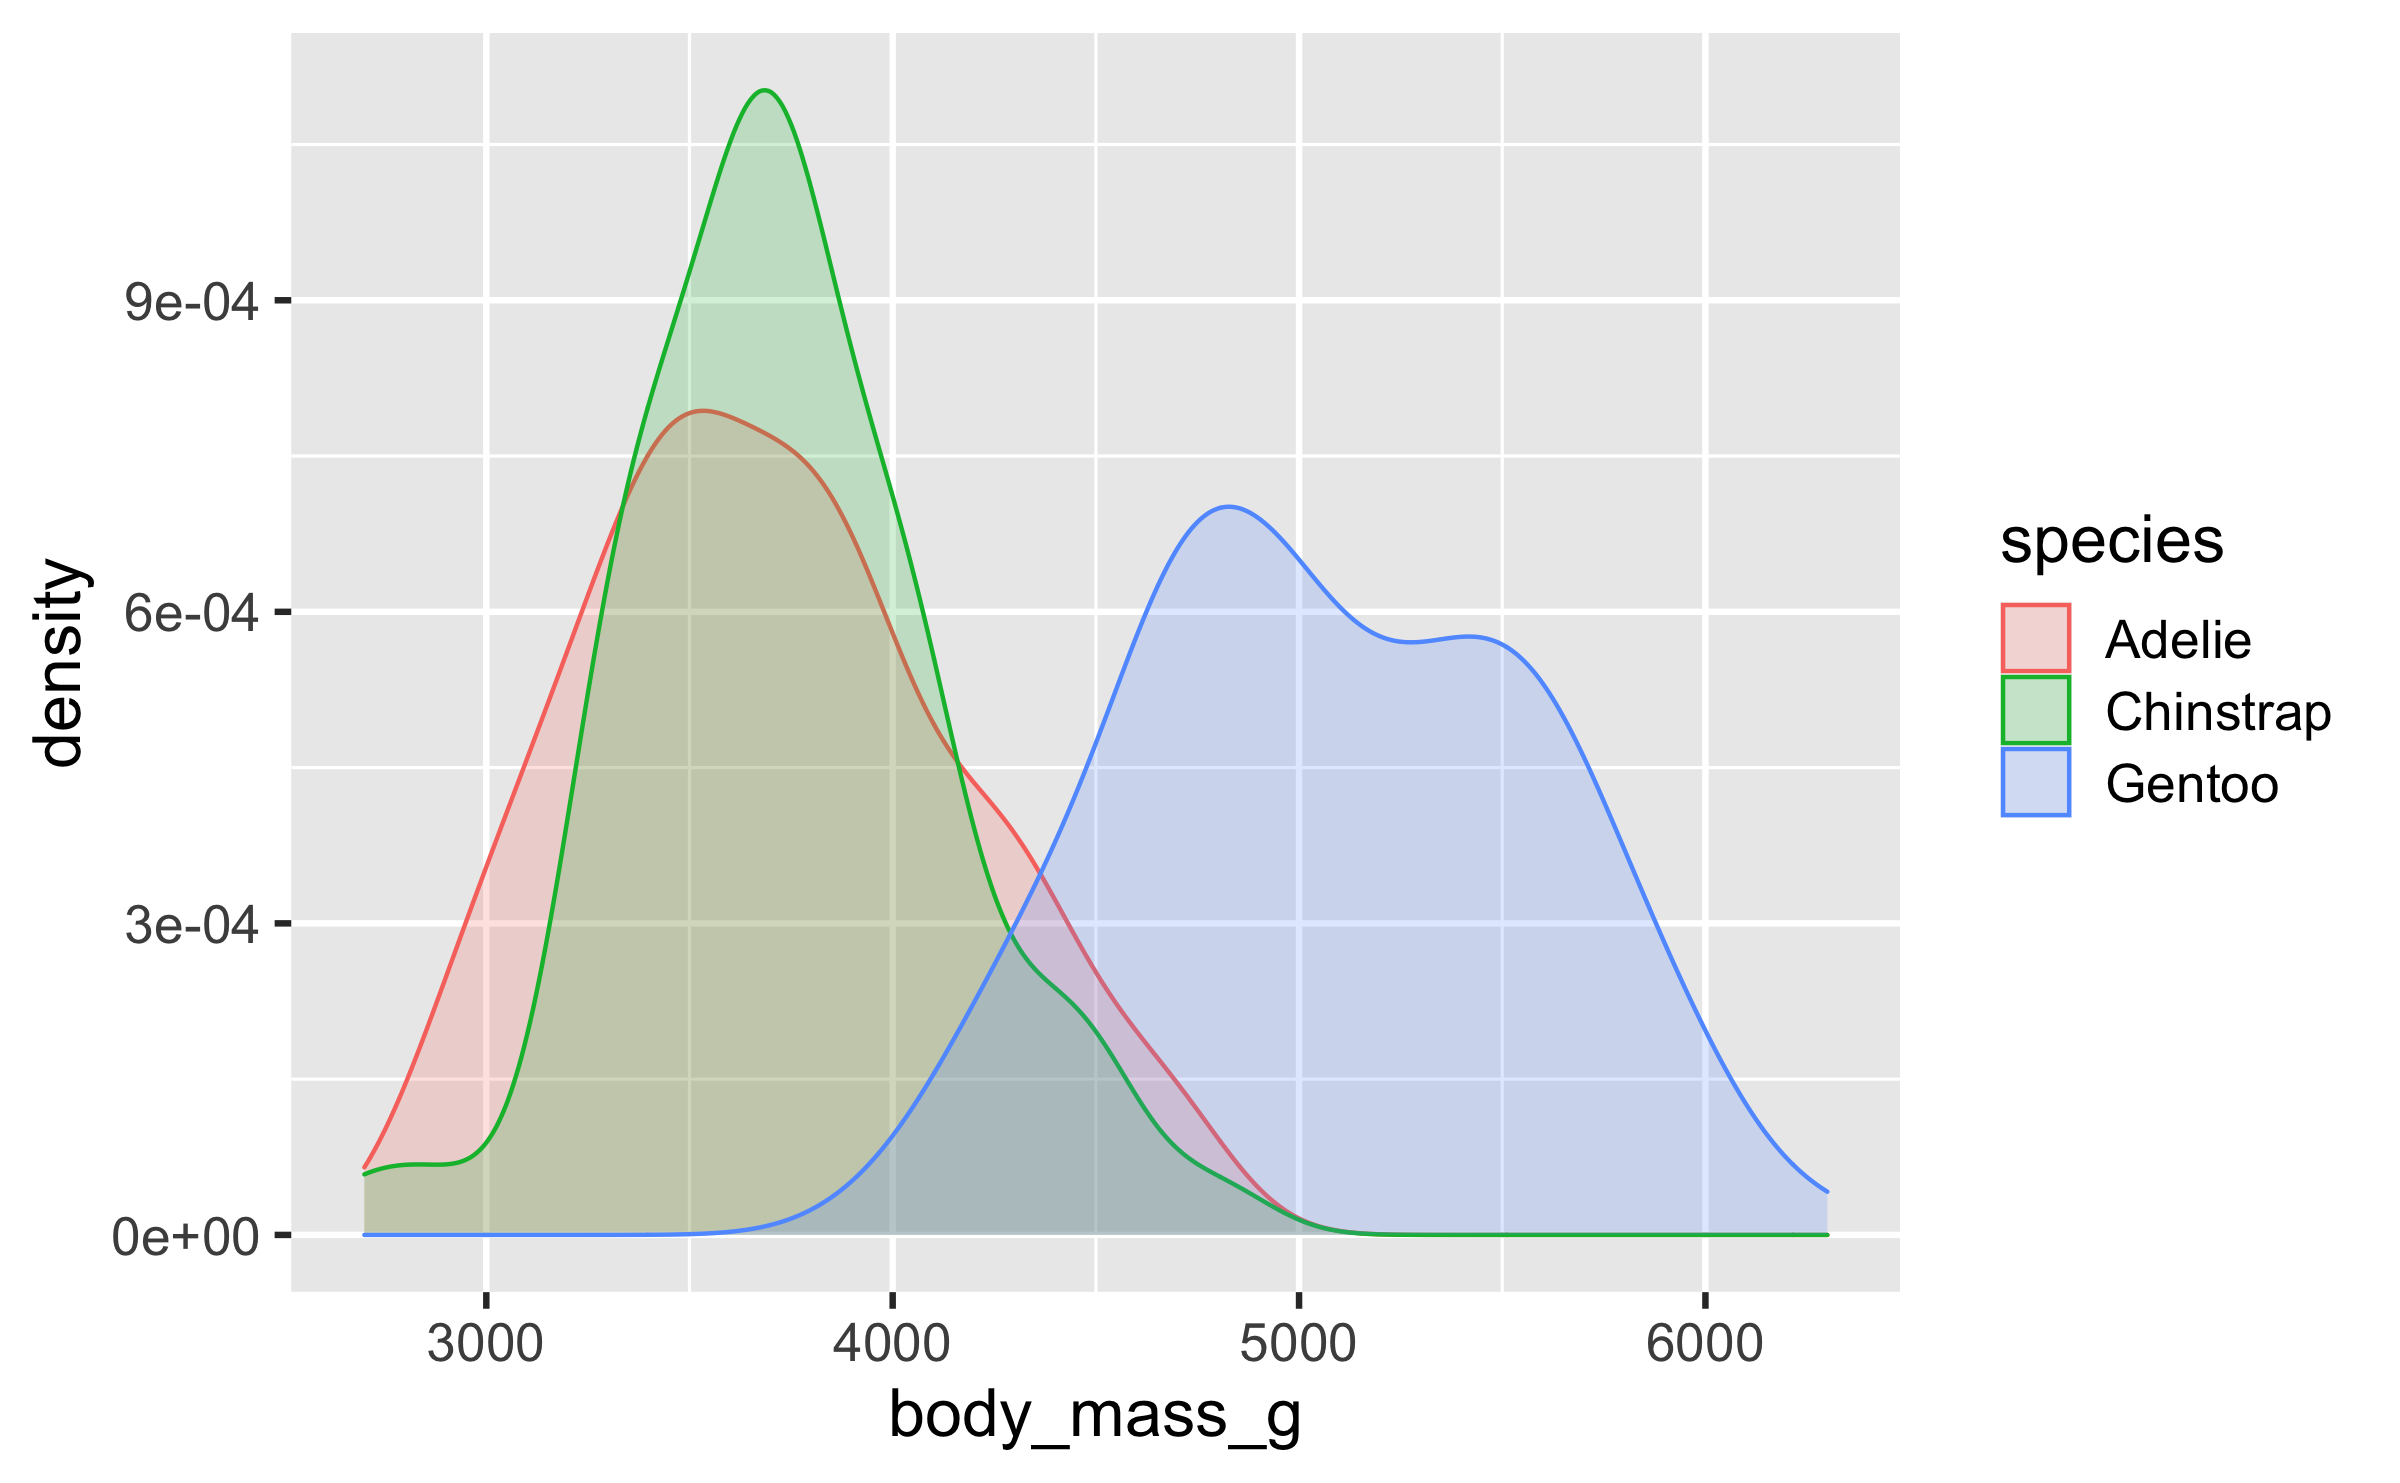 density
9e-04
6e-04
3e-04
0e+00
3000 4000 5000 6000
body_mass_g
species
Adelie
Chinstrap
Gentoo